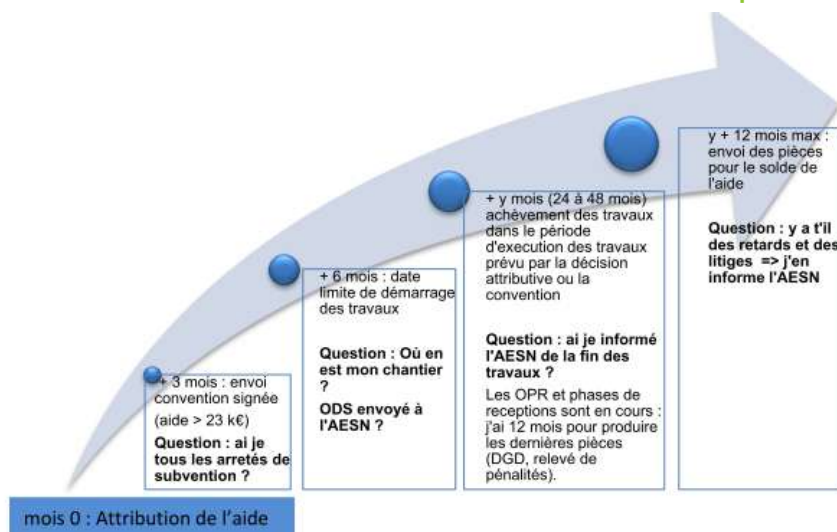 + 3 mois : envoi
convention signée
(aide > 23 k€)
Question : ai je
tous les arretés de
subvention ?
+ 6 mois : date
limite de démarrage
des travaux
Question : Où en
est mon chantier
?
ODS envoyé à
l'AESN ?
+ y mois (24 à 48 mois)
achèvement des travaux
dans le période
d'execution des travaux
prévu par la décision
attributive ou la
convention
Question : ai je informé
l'AESN de la fin des
travaux ?
Les OPR et phases de
receptions sont en cours :
j'ai 12 mois pour produire
les dernières pièces
(DGD, relevé de
pénalités).
y + 12 mois max :
envoi des pièces
pour le solde de
l'aide
Question : y a t'il
des retards et des
litiges => j'en
informe l'AESN
mois 0 : Attribution de l'aide